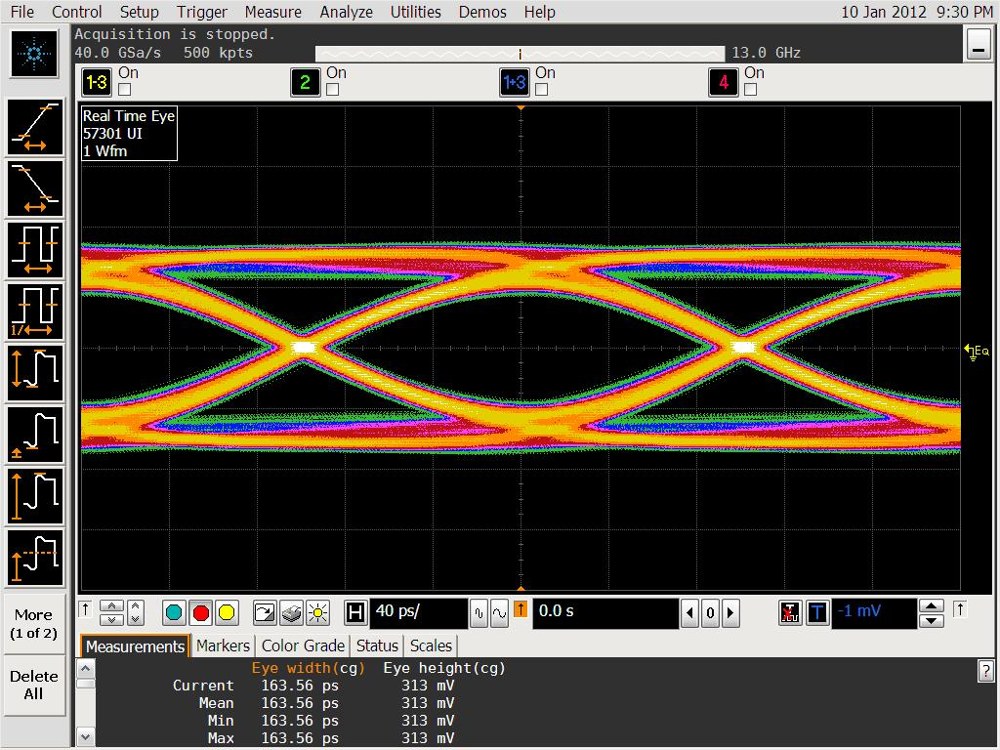 File Control Setup Trigger Measure Analyze Utilities Demos Help 10 Jan 2012 9:30 PM
Acquisition is stopped.
40.0 GSa/s 500 kpts 13.0 GHz
1-3 On 2 On 1+3 On 4 On
Real Time Eye
57301 UI
1 Wfm
Eq
1/
More
(1 of 2)
Delete
All
H 40 ps/ 0.0 s 0 T -1 mV
Measurements Markers Color Grade Status Scales
Eye width(cg) Eye height(cg) ?
Current 163.56 ps 313 mV
Mean 163.56 ps 313 mV
Min 163.56 ps 313 mV
Max 163.56 ps 313 mV